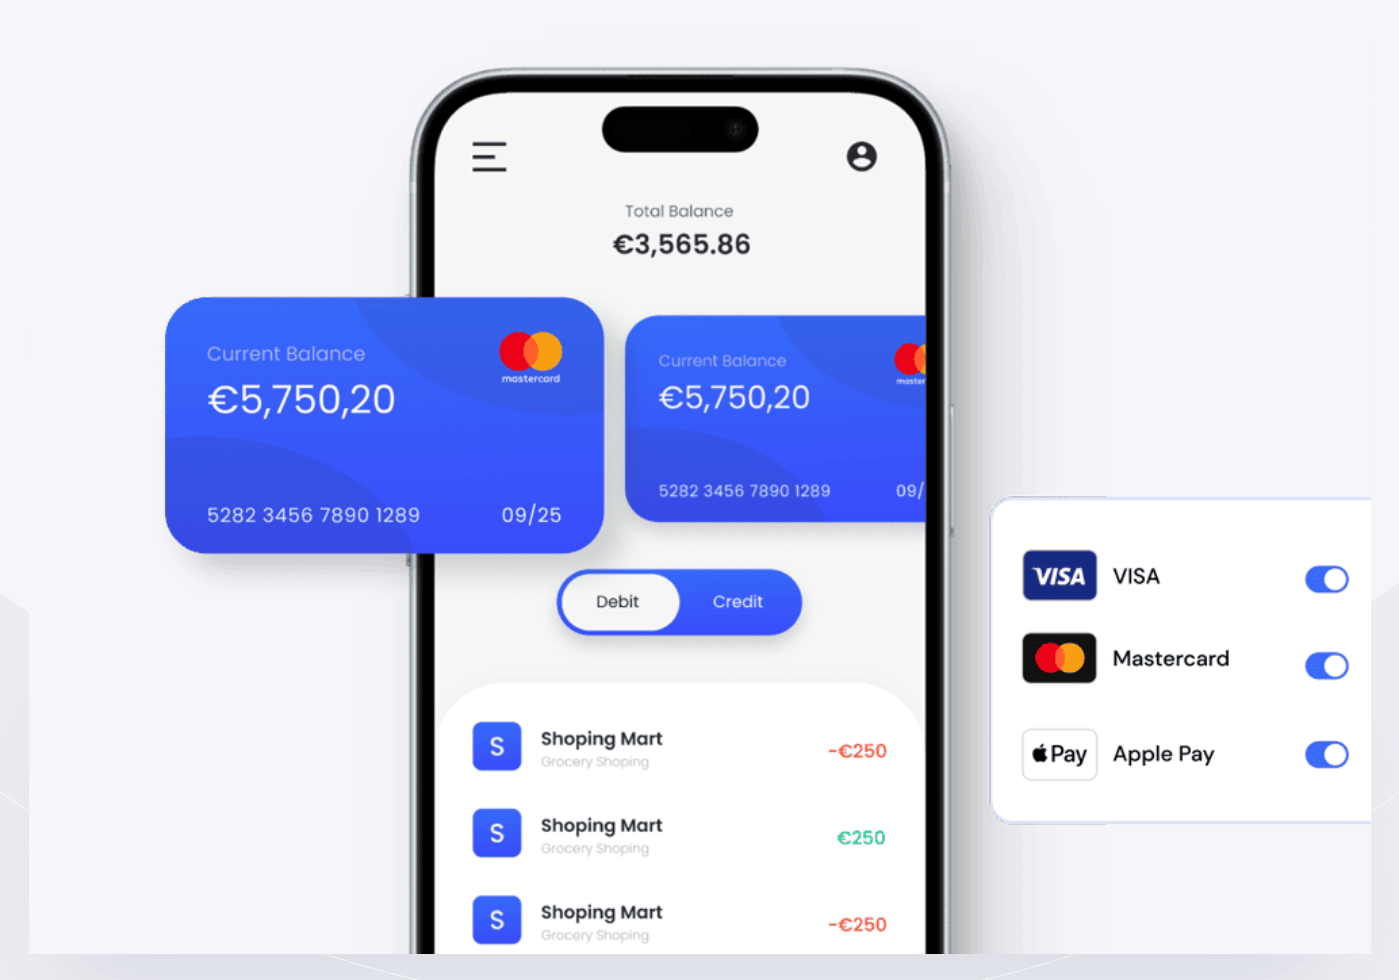 Total Balance
€3,565.86
Current Balance
€5,750,20
mastercard
5282 3456 7890 1289
09/25
Current Balance
€5,750,20
master
5282 3456 7890 1289
09/
Debit
Credit
S
Shoping Mart
Grocery Shoping
-€250
S
Shoping Mart
Grocery Shoping
€250
S
Shoping Mart
Grocery Shoping
-€250
VISA
VISA
Mastercard
Pay
Apple Pay